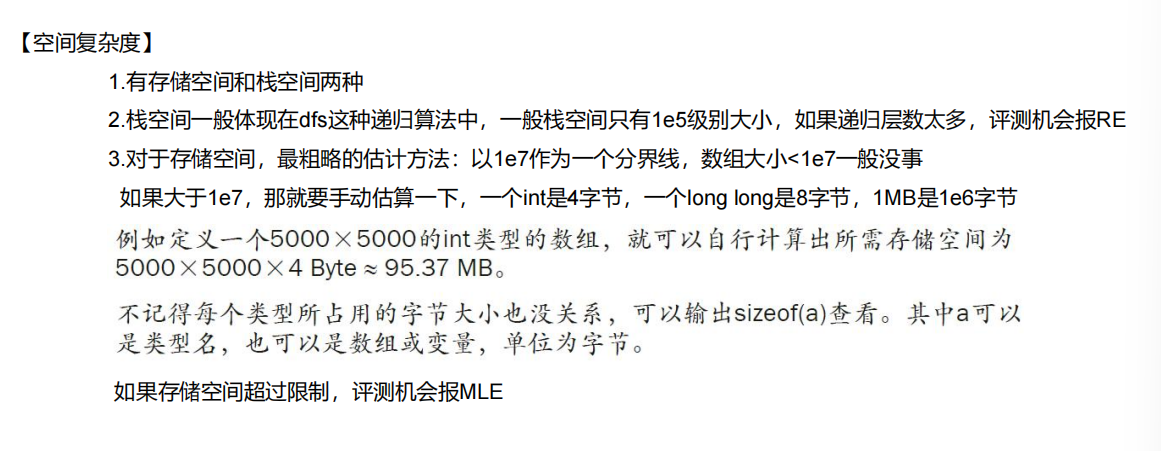 【空间复杂度】
1.有存储空间和栈空间两种
2.栈空间一般体现在dfs这种递归算法中，一般栈空间只有1e5级别大小，如果递归层数太多，评测机会报RE
3.对于存储空间，最粗略的估计方法：以1e7作为一个分界线，数组大小<1e7一般没事
如果大于1e7，那就要手动估算一下，一个int是4字节，一个long long是8字节，1MB是1e6字节
例如定义一个5000×5000的int类型的数组，就可以自行计算出所需存储空间为
5000×5000×4 Byte≈95.37 MB。
不记得每个类型所占用的字节大小也没关系，可以输出sizeof(a)查看。其中a可以
是类型名，也可以是数组或变量，单位为字节。
如果存储空间超过限制，评测机会报MLE